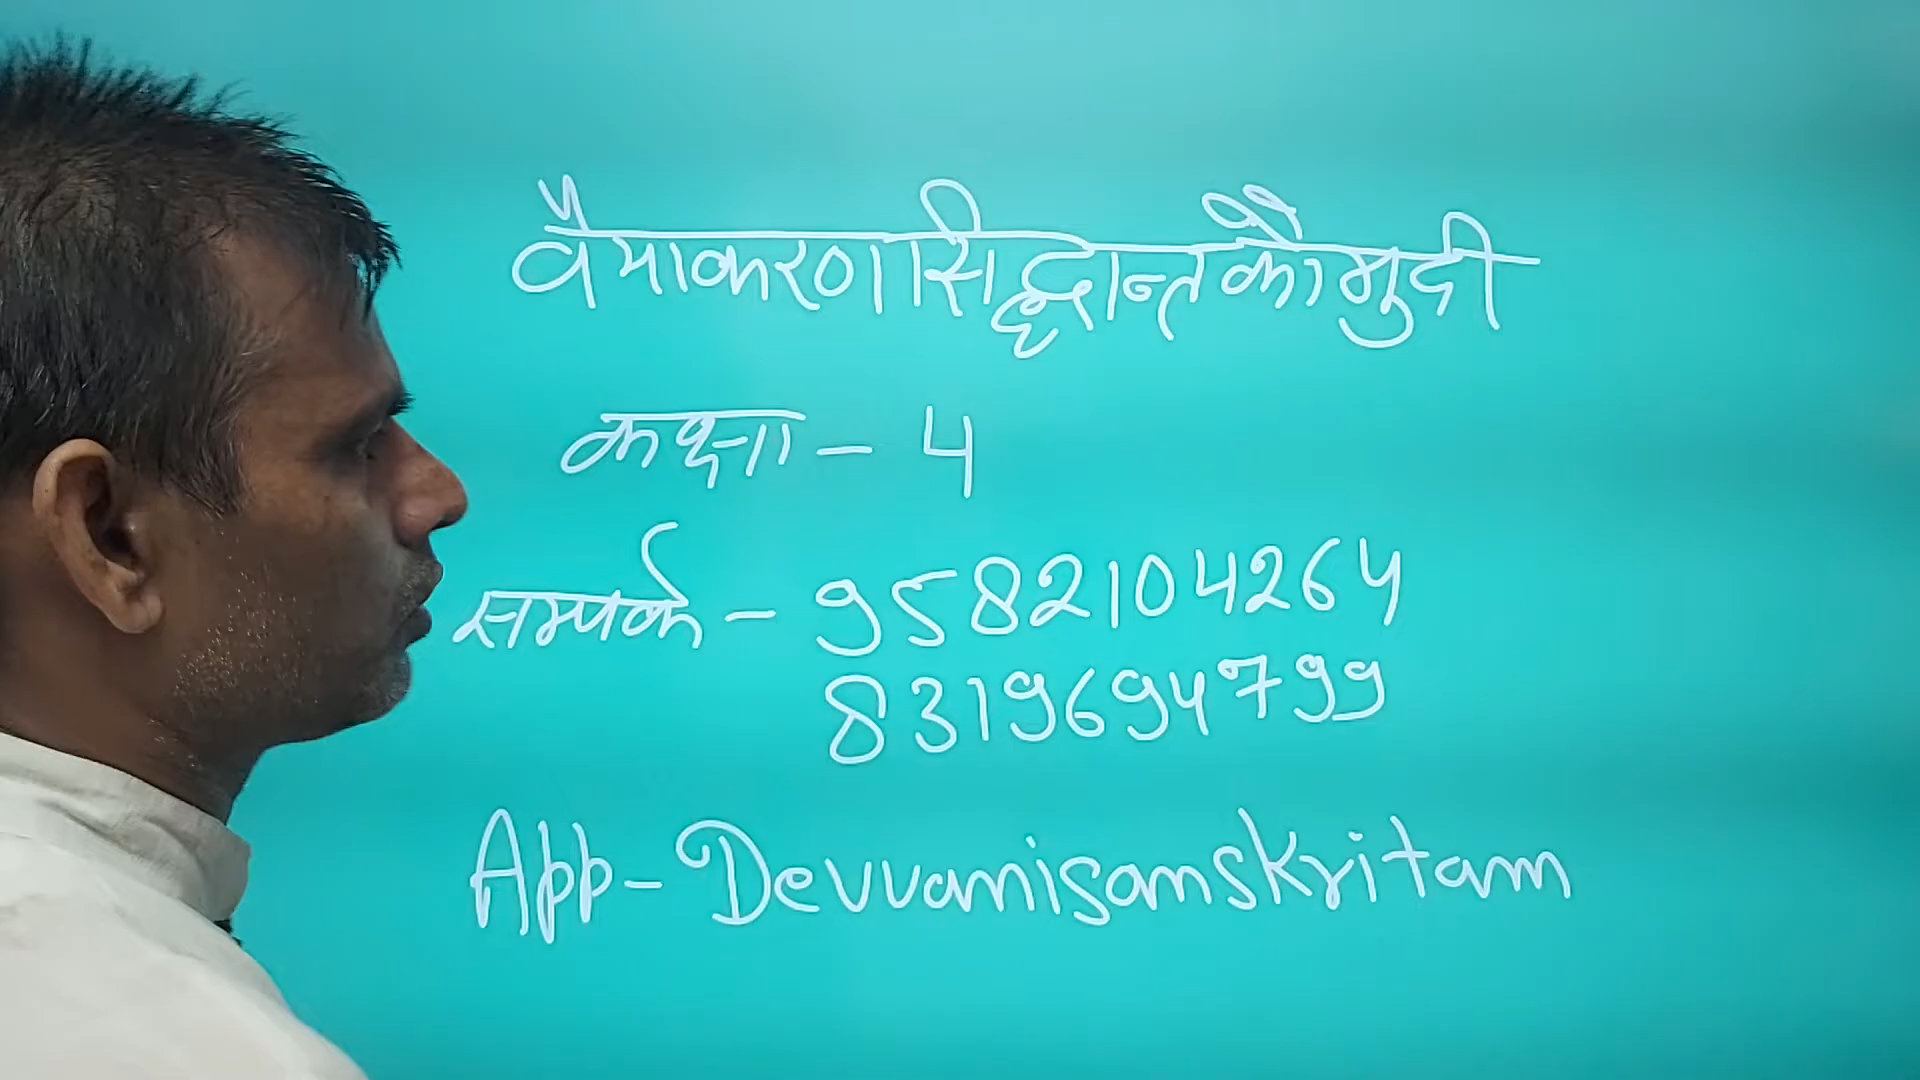 वैयाकरणसिद्धान्तकौमुदी
कक्षा - 4
सम्पर्क - 9582104264
8319694799
App - Devvanisamskritam